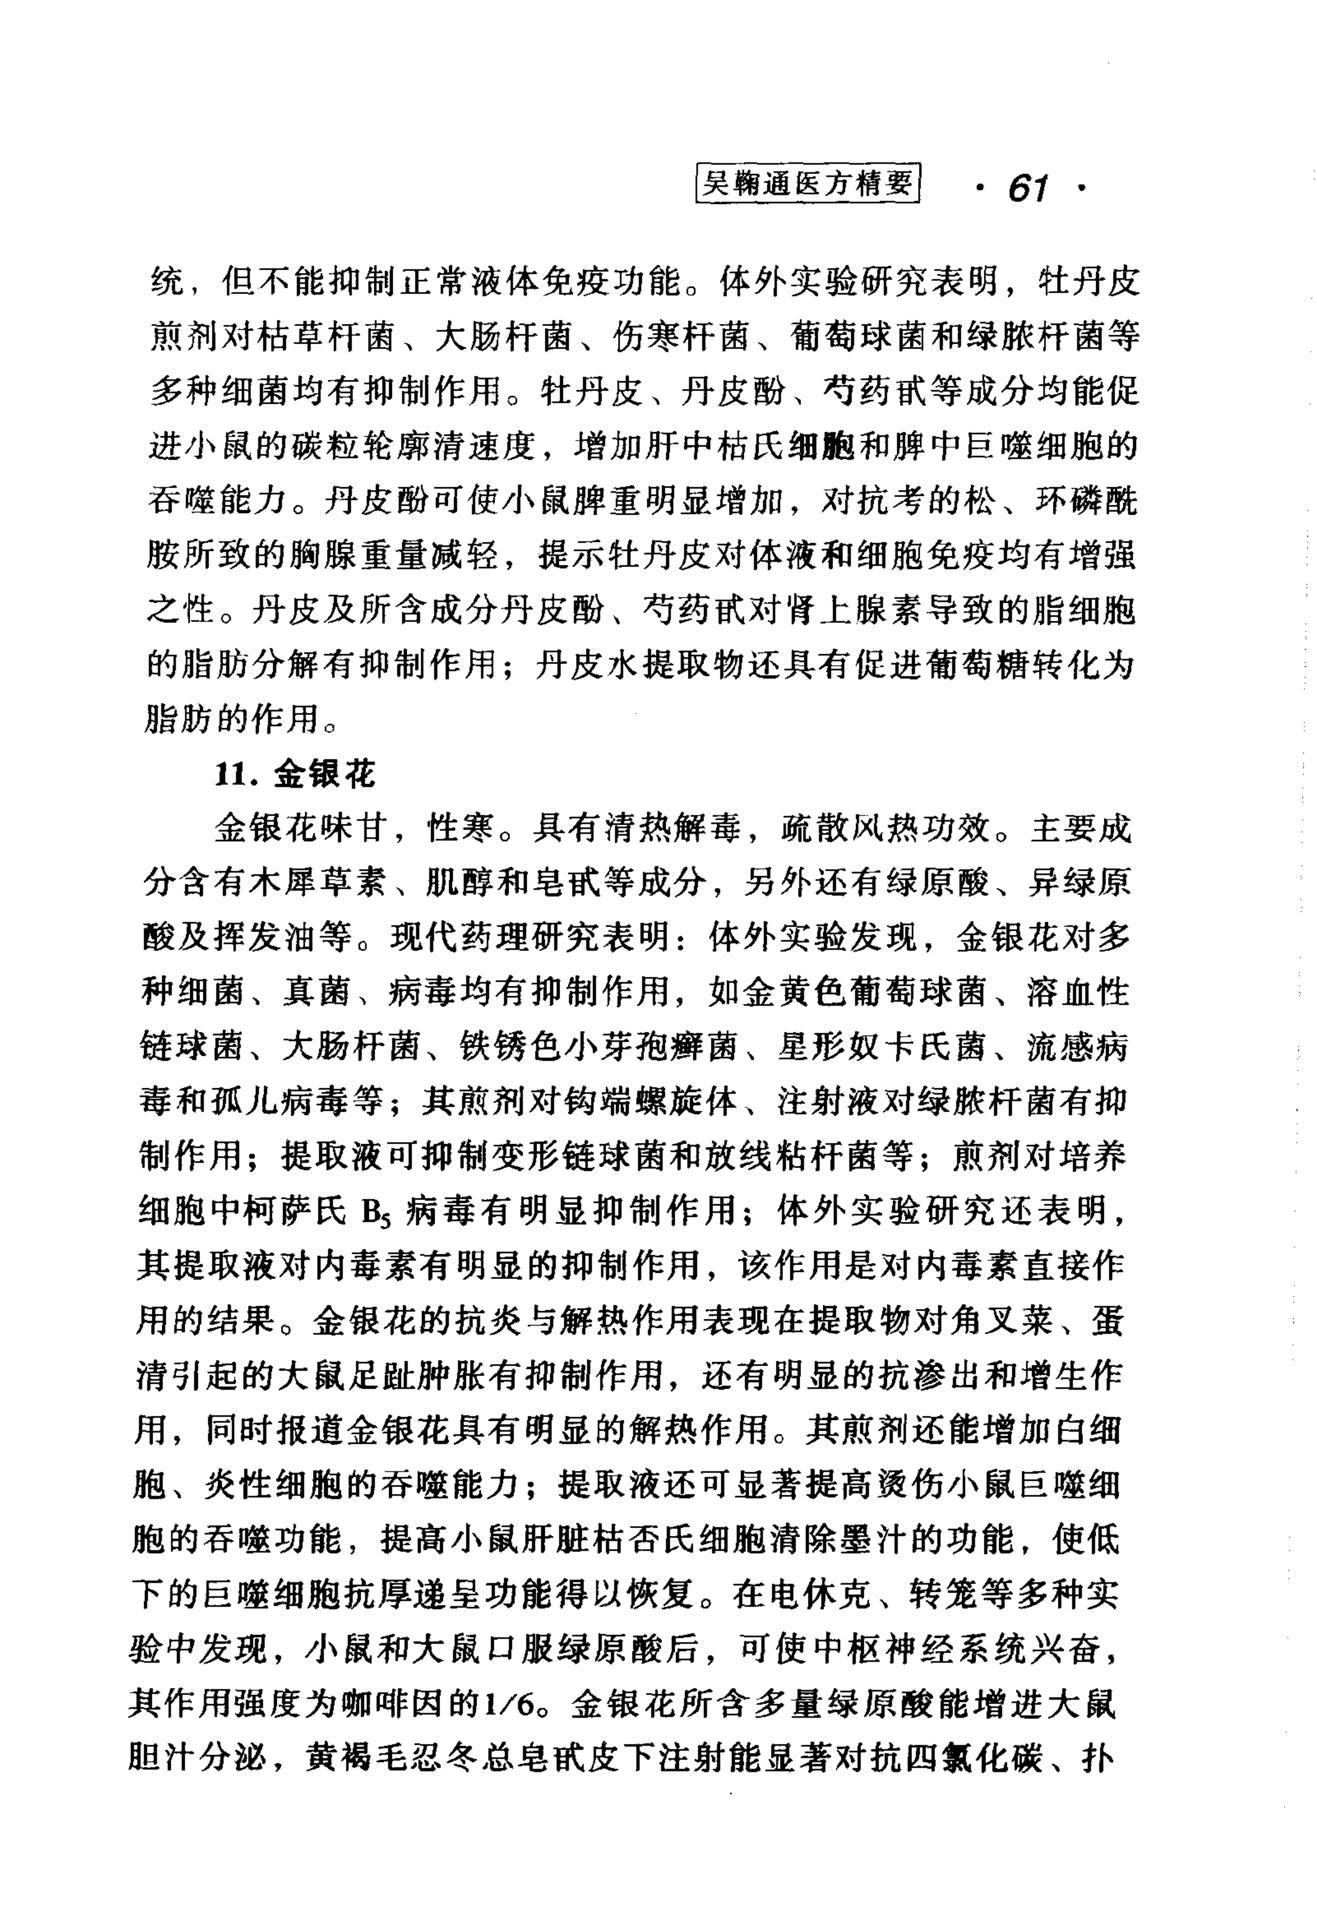 吴鞠通医方精要 · 61 ·
统，但不能抑制正常液体免疫功能。体外实验研究表明，牡丹皮
煎剂对枯草杆菌、大肠杆菌、伤寒杆菌、葡萄球菌和绿脓杆菌等
多种细菌均有抑制作用。牡丹皮、丹皮酚、芍药甙等成分均能促
进小鼠的碳粒轮廓清速度，增加肝中枯氏细胞和脾中巨噬细胞的
吞噬能力。丹皮酚可使小鼠脾重明显增加，对抗考的松、环磷酰
胺所致的胸腺重量减轻，提示牡丹皮对体液和细胞免疫均有增强
之性。丹皮及所含成分丹皮酚、芍药甙对肾上腺素导致的脂细胞
的脂肪分解有抑制作用；丹皮水提取物还具有促进葡萄糖转化为
脂肪的作用。
11. 金银花
金银花味甘，性寒。具有清热解毒，疏散风热功效。主要成
分含有木犀草素、肌醇和皂甙等成分，另外还有绿原酸、异绿原
酸及挥发油等。现代药理研究表明：体外实验发现，金银花对多
种细菌、真菌、病毒均有抑制作用，如金黄色葡萄球菌、溶血性
链球菌、大肠杆菌、铁锈色小芽孢癣菌、星形奴卡氏菌、流感病
毒和孤儿病毒等；其煎剂对钩端螺旋体、注射液对绿脓杆菌有抑
制作用；提取液可抑制变形链球菌和放线粘杆菌等；煎剂对培养
细胞中柯萨氏 B₅ 病毒有明显抑制作用；体外实验研究还表明，
其提取液对内毒素有明显的抑制作用，该作用是对内毒素直接作
用的结果。金银花的抗炎与解热作用表现在提取物对角叉菜、蛋
清引起的大鼠足趾肿胀有抑制作用，还有明显的抗渗出和增生作
用，同时报道金银花具有明显的解热作用。其煎剂还能增加白细
胞、炎性细胞的吞噬能力；提取液还可显著提高烫伤小鼠巨噬细
胞的吞噬功能，提高小鼠肝脏枯否氏细胞清除墨汁的功能，使低
下的巨噬细胞抗厚递呈功能得以恢复。在电休克、转笼等多种实
验中发现，小鼠和大鼠口服绿原酸后，可使中枢神经系统兴奋，
其作用强度为咖啡因的1/6。金银花所含多量绿原酸能增进大鼠
胆汁分泌，黄褐毛忍冬总皂甙皮下注射能显著对抗四氯化碳、扑